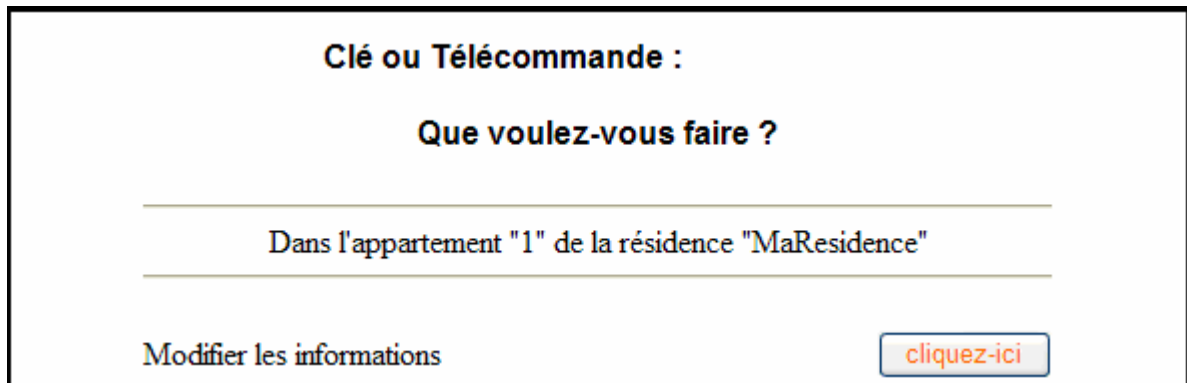 Clé ou Télécommande :
Que voulez-vous faire ?
Dans l'appartement "1" de la résidence "MaResidence"
Modifier les informations cliquez-ici